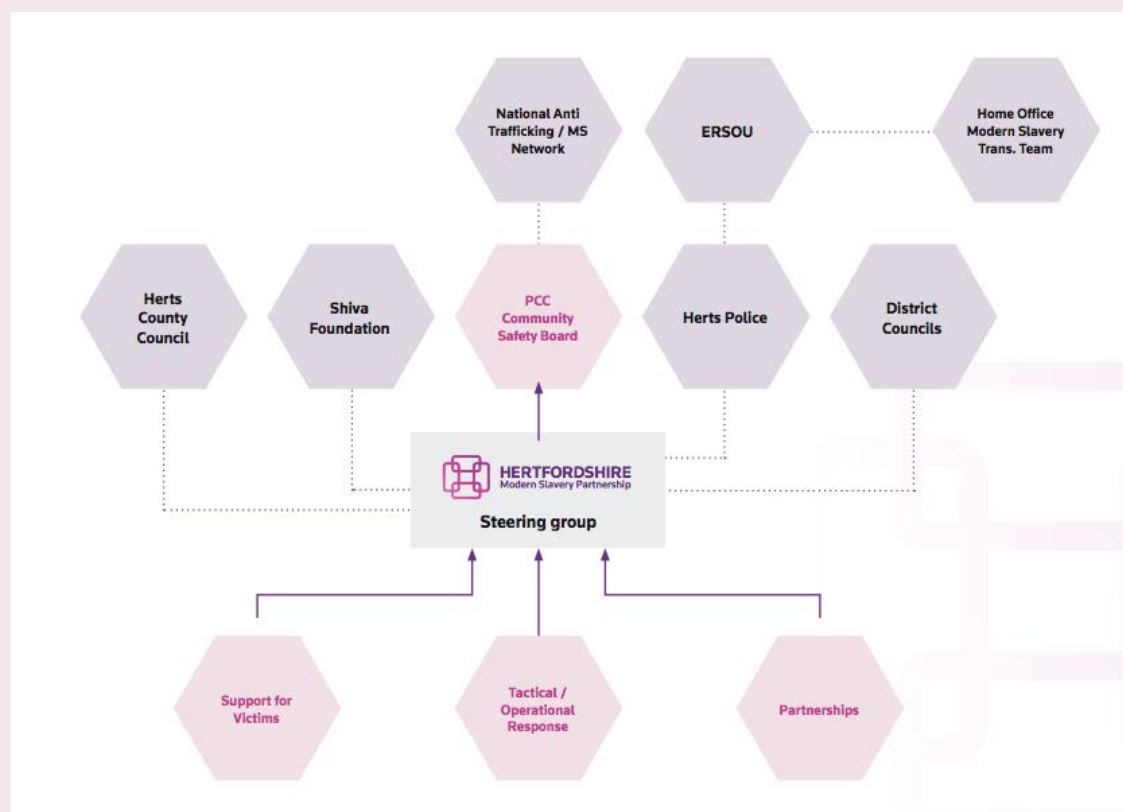 National Anti
Trafficking / MS
Network
ERSOU
Home Office
Modern Slavery
Trans. Team
Herts
County
Council
Shiva
Foundation
PCC
Community
Safety Board
Herts Police
District
Councils
HERTFORDSHIRE
Modern Slavery Partnership
Steering group
Support for
Victims
Tactical /
Operational
Response
Partnerships